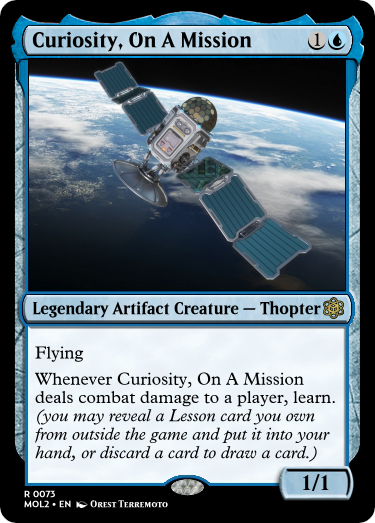 Curiosity, On A Mission 1
Legendary Artifact Creature — Thopter
Flying
Whenever Curiosity, On A Mission
deals combat damage to a player, learn.
(you may reveal a Lesson card you own
from outside the game and put it into your
hand, or discard a card to draw a card.)
1/1
R 0073
MOL2 • EN Orest Terremoto